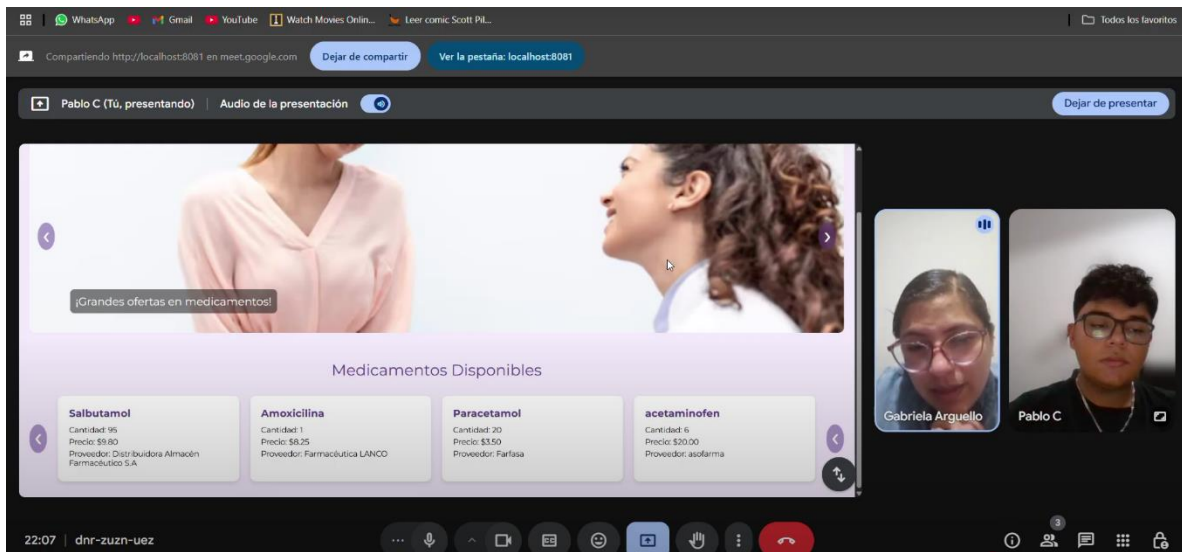 WhatsApp Gmail YouTube Watch Movies Onlin... Leer comic Scott Pil... Todos los favoritos
Compartiendo http://localhost:8081 en meet.google.com Dejar de compartir Ver la pestaña: localhost:8081
Pablo C (Tú, presentando) Audio de la presentación Dejar de presentar
¡Grandes ofertas en medicamentos!
Medicamentos Disponibles
Salbutamol
Cantidad: 95
Precio: $9.80
Proveedor: Distribuidora Almacén
Farmacéutico S.A
Amoxicilina
Cantidad: 1
Precio: $8.25
Proveedor: Farmacéutica LANCO
Paracetamol
Cantidad: 20
Precio: $3.50
Proveedor: Farfasa
acetaminofen
Cantidad: 6
Precio: $20.00
Proveedor: asofarma
Gabriela Arguello
Pablo C
22:07 | dnr-zuzn-uez
3